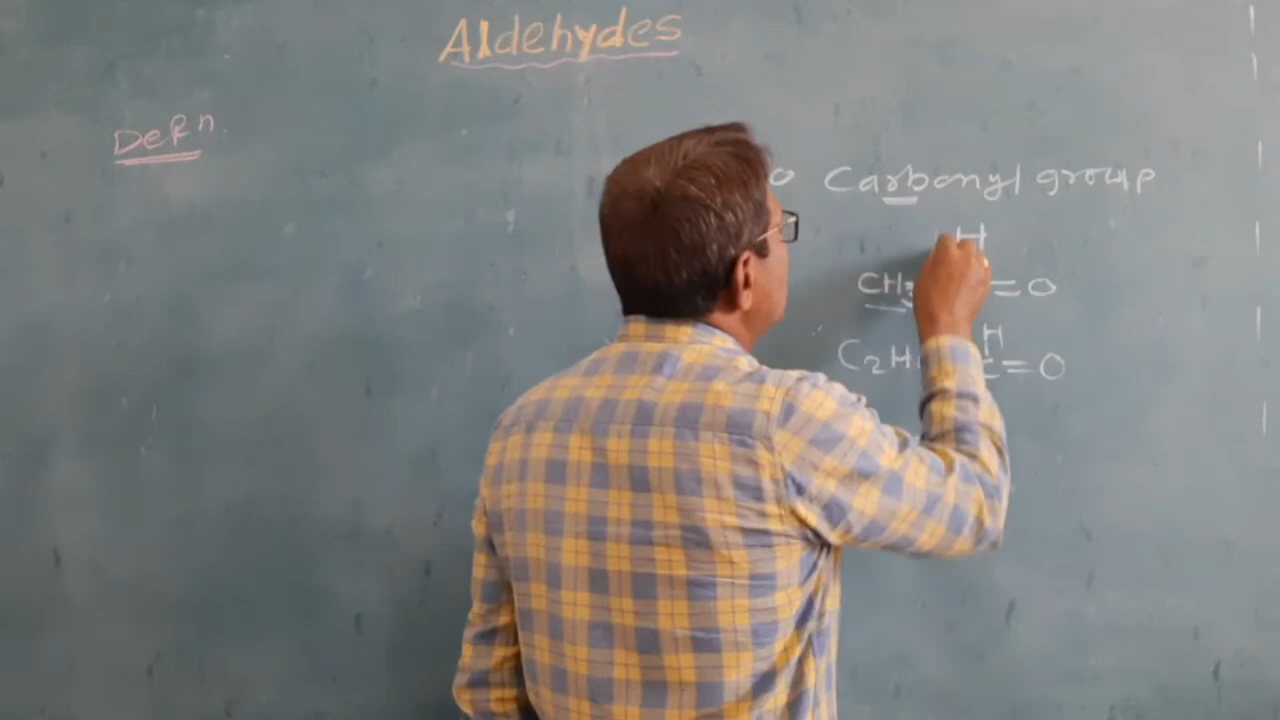 Aldehydes
Defn.
Carbonyl group
H
CH3 =O
H
C2H C=O